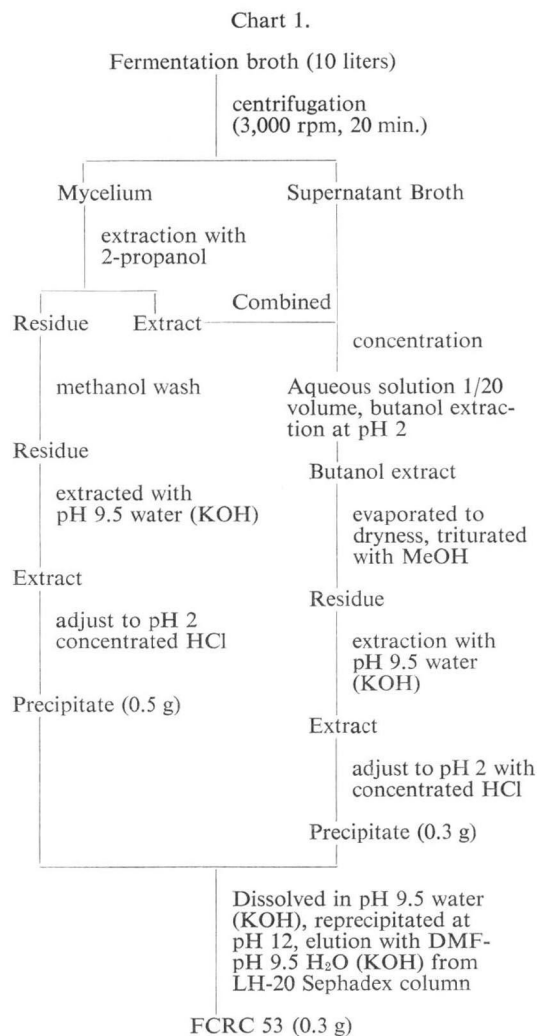 Chart 1.
Fermentation broth (10 liters)
centrifugation
(3,000 rpm, 20 min.)
Mycelium
Supernatant Broth
extraction with
2-propanol
Combined
Residue
Extract
concentration
methanol wash
Aqueous solution 1/20
volume, butanol extrac-
tion at pH 2
Residue
Butanol extract
extracted with
pH 9.5 water (KOH)
evaporated to
dryness, triturated
with MeOH
Extract
Residue
adjust to pH 2
concentrated HCl
extraction with
pH 9.5 water
(KOH)
Precipitate (0.5 g)
Extract
adjust to pH 2 with
concentrated HCl
Precipitate (0.3 g)
Dissolved in pH 9.5 water
(KOH), reprecipitated at
pH 12, elution with DMF-
pH 9.5 H₂O (KOH) from
LH-20 Sephadex column
FCRC 53 (0.3 g)